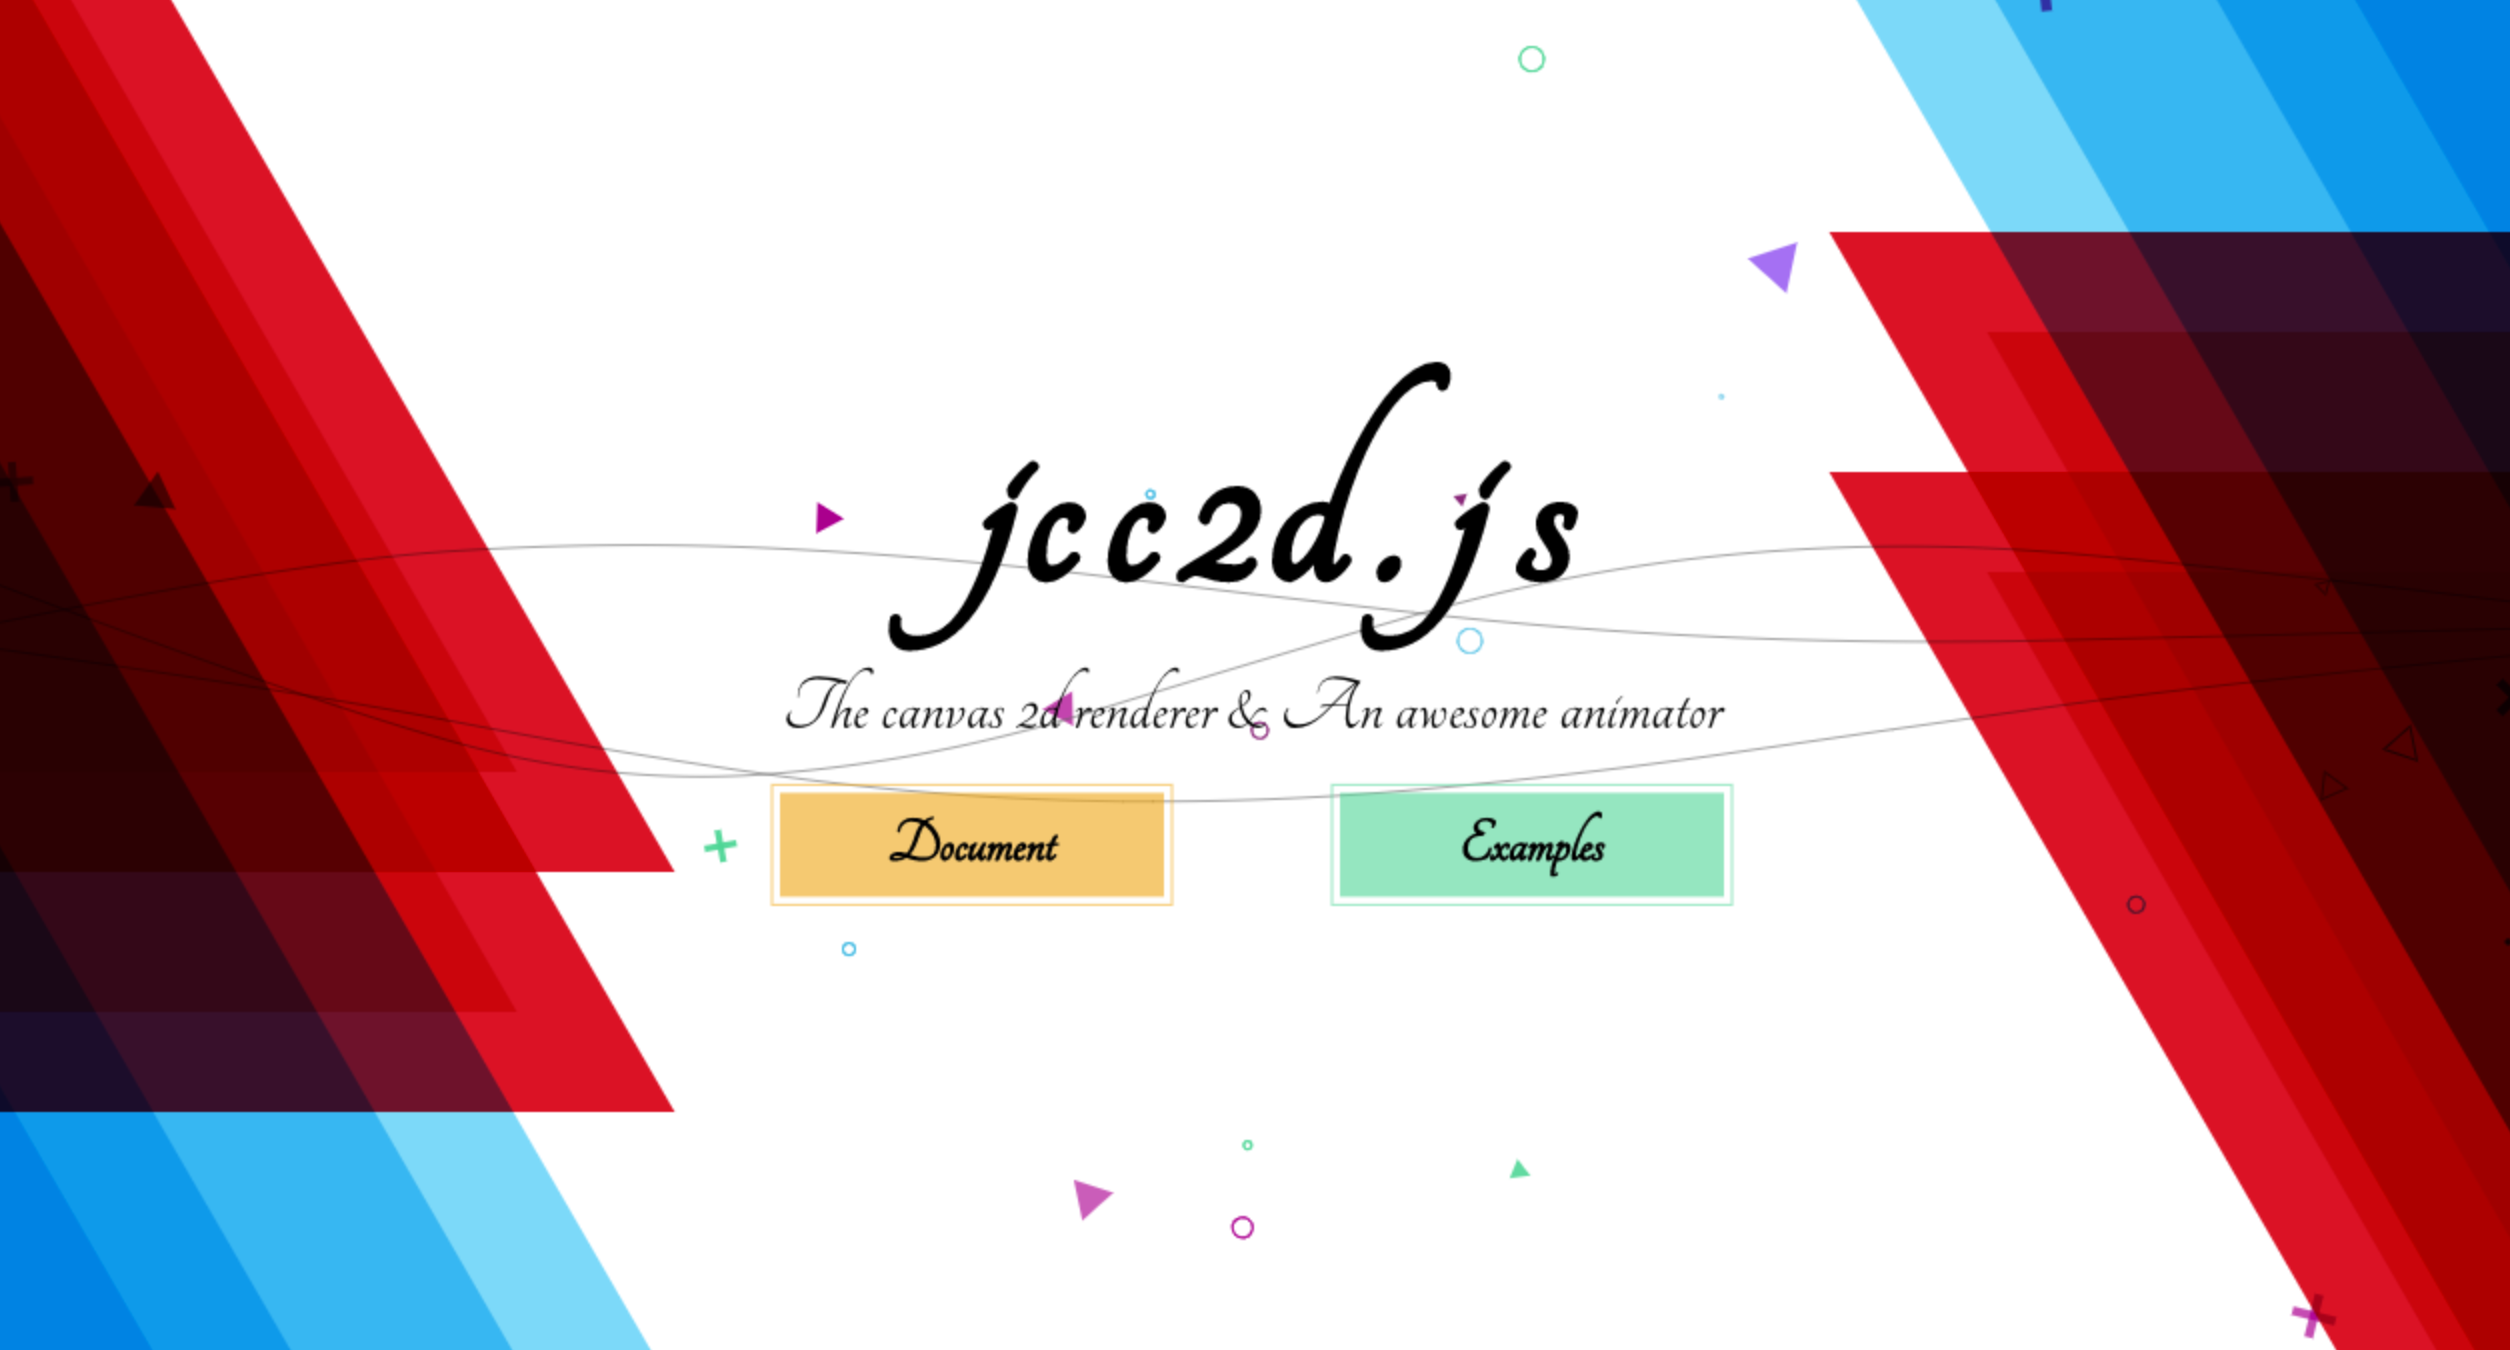 jcc2d.js
The canvas 2d renderer & An awesome animator
Document
Examples